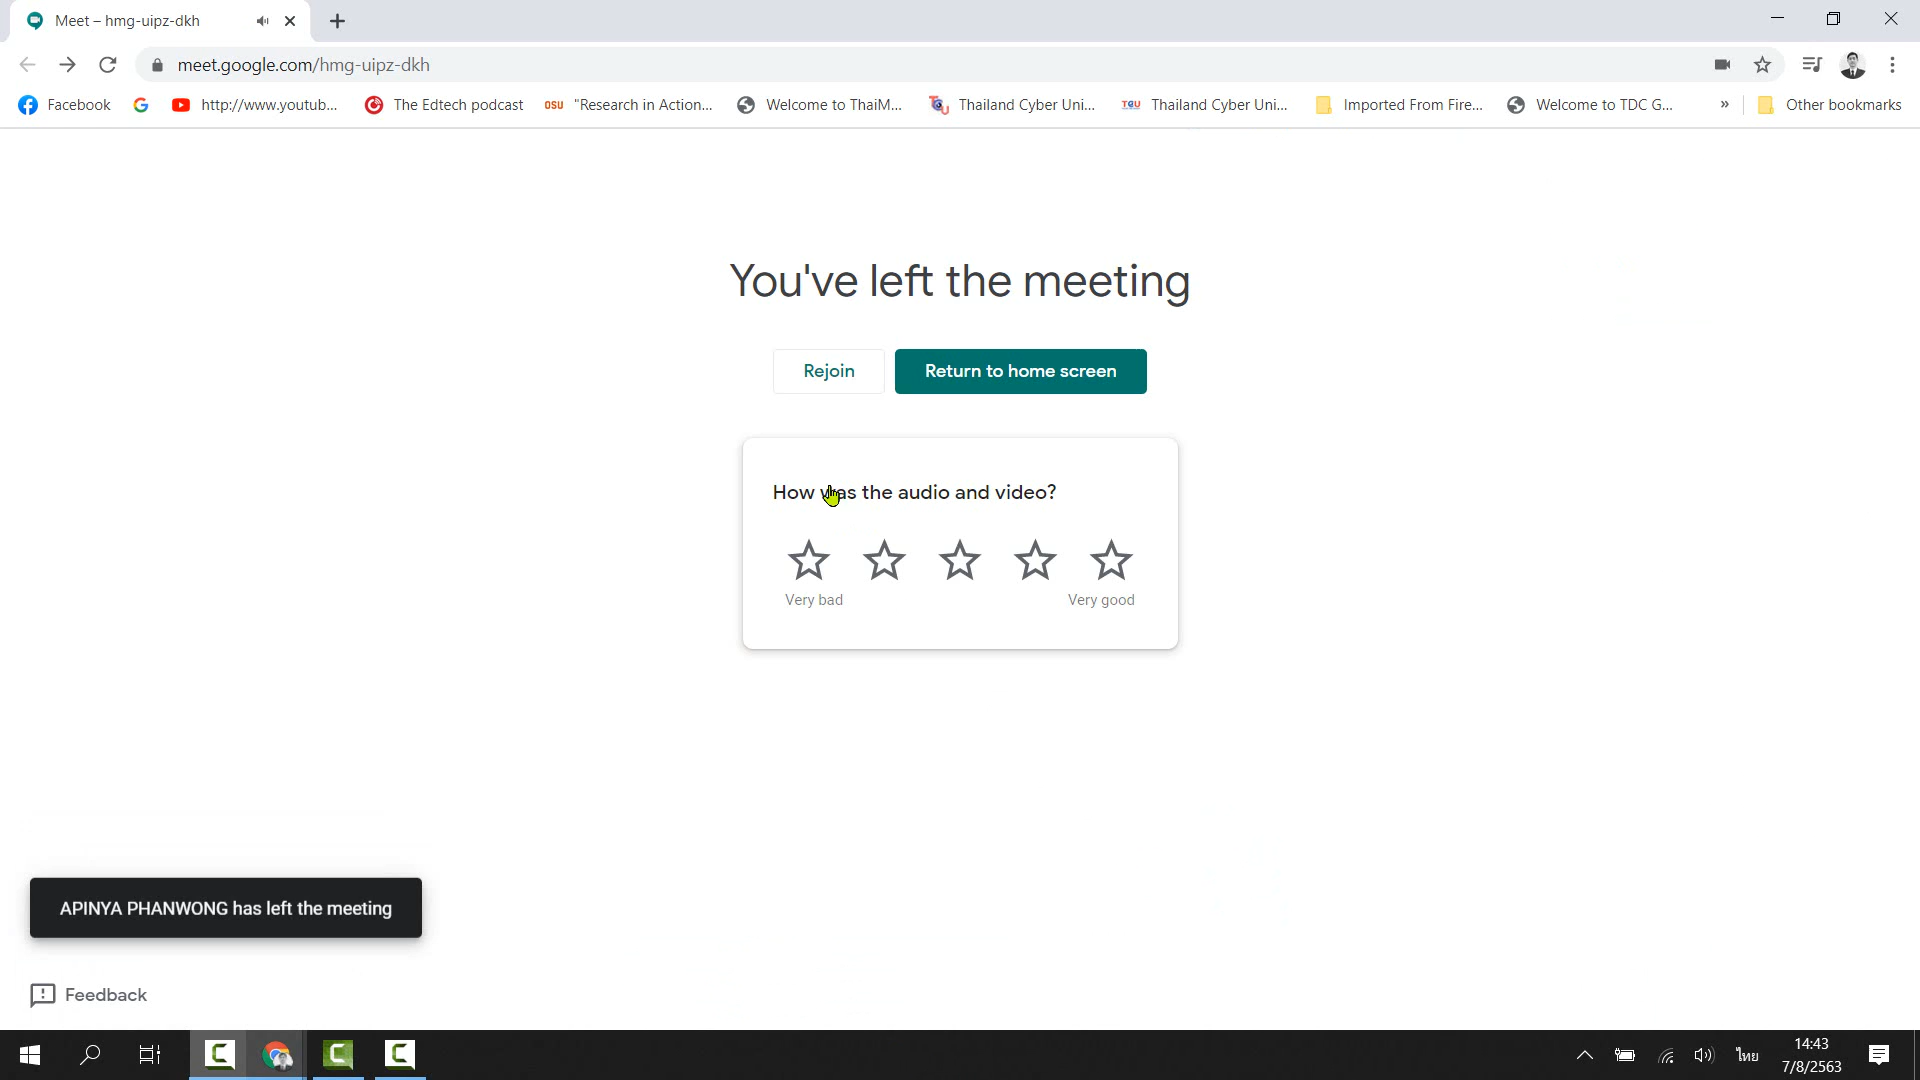 Meet – hmg-uipz-dkh
meet.google.com/hmg-uipz-dkh
Facebook
http://www.youtub...
The Edtech podcast
OSU "Research in Action...
Welcome to ThaiM...
Thailand Cyber Uni...
TCU Thailand Cyber Uni...
Imported From Fire...
Welcome to TDC G...
»
Other bookmarks
You've left the meeting
Rejoin
Return to home screen
How was the audio and video?
Very bad
Very good
APINYA PHANWONG has left the meeting
Feedback
ไทย
14:43
7/8/2563